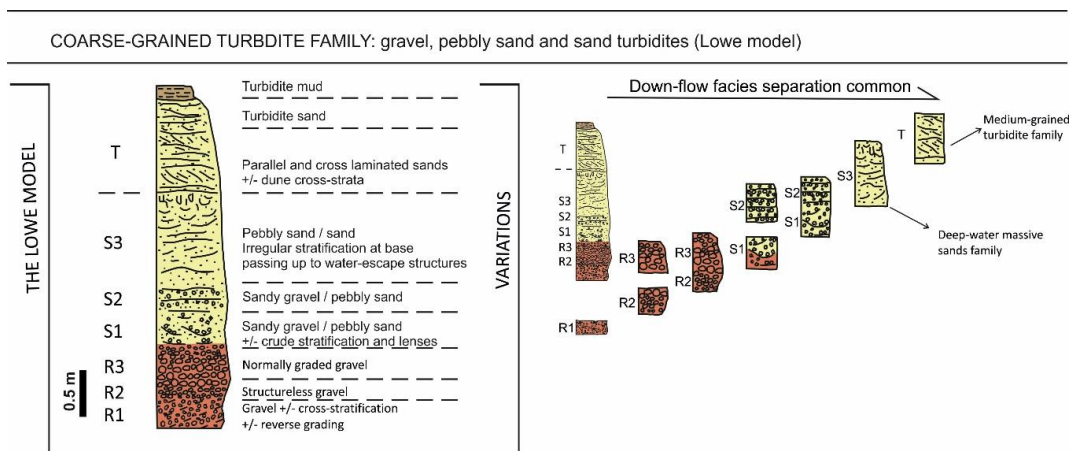 COARSE-GRAINED TURBDITE FAMILY: gravel, pebbly sand and sand turbidites (Lowe model)
THE LOWE MODEL
T
S3
S2
S1
R3
R2
R1
0.5 m
Turbidite mud
Turbidite sand
Parallel and cross laminated sands
+/- dune cross-strata
Pebbly sand / sand
Irregular stratification at base
passing up to water-escape structures
Sandy gravel / pebbly sand
Sandy gravel / pebbly sand
+/- crude stratification and lenses
Normally graded gravel
Structureless gravel
Gravel +/- cross-stratification
+/- reverse grading
VARIATIONS
Down-flow facies separation common
T
S3
S2
S1
R3
R2
R1
R3
R2
R3
R2
S2
S1
S2
S1
S3
T
Medium-grained
turbidite family
Deep-water massive
sands family